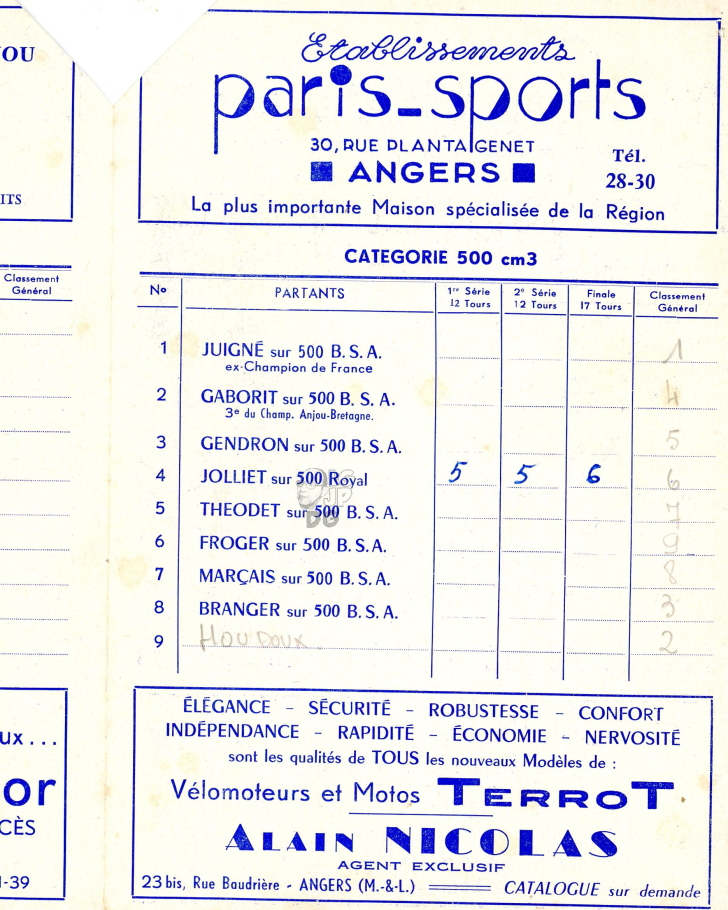 OU
ITS
Classement
Général
ux...
or
CÈS
1-39
Etablissements
paris-sports
30, RUE PLANTAGENET
ANGERS
Tél.
28-30
La plus importante Maison spécialisée de la Région
CATEGORIE 500 cm3
No PARTANTS 1re Série 12 Tours 2e Série 12 Tours Finale 17 Tours Classement Général
1 JUIGNÉ sur 500 B. S. A. 1
ex-Champion de France
2 GABORIT sur 500 B. S. A. 4
3e du Champ. Anjou-Bretagne.
3 GENDRON sur 500 B. S. A. 5
4 JOLLIET sur 500 Royal 5 5 6 6
5 THEODET sur 500 B. S. A. 7
6 FROGER sur 500 B. S. A.
7 MARÇAIS sur 500 B. S. A. 8
8 BRANGER sur 500 B. S. A. 3
9 HOUDOUX 2
ÉLÉGANCE - SÉCURITÉ - ROBUSTESSE - CONFORT
INDÉPENDANCE - RAPIDITÉ - ÉCONOMIE - NERVOSITÉ
sont les qualités de TOUS les nouveaux Modèles de :
Vélomoteurs et Motos TERROT
ALAIN NICOLAS
AGENT EXCLUSIF
23 bis, Rue Baudrière - ANGERS (M.-&-L.) CATALOGUE sur demande